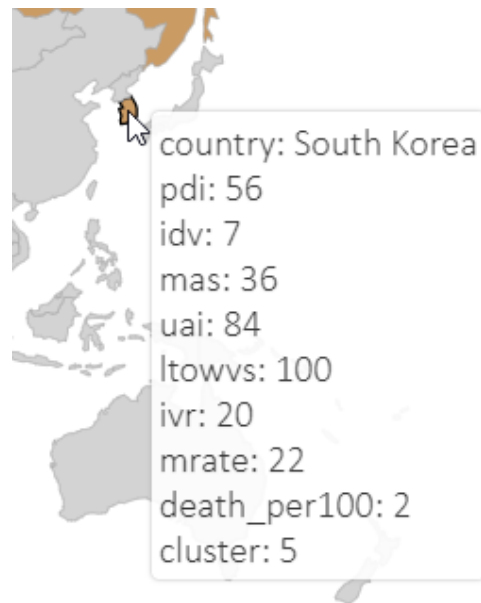 country: South Korea
pdi: 56
idv: 7
mas: 36
uai: 84
ltowvs: 100
ivr: 20
mrate: 22
death_per100: 2
cluster: 5